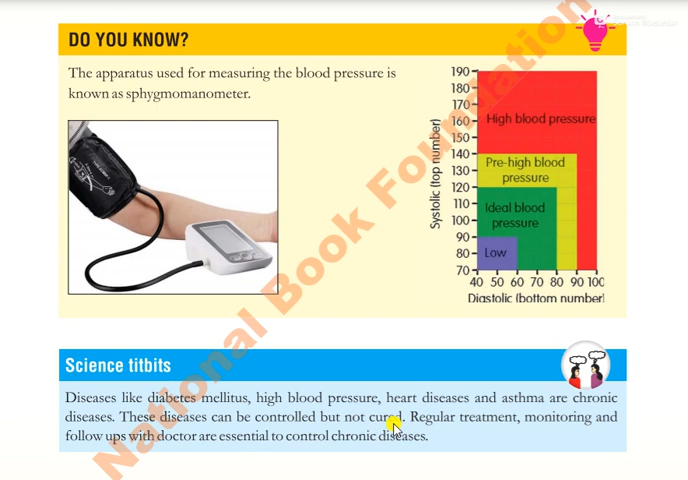 DO YOU KNOW?
The apparatus used for measuring the blood pressure is
known as sphygmomanometer.
Systolic (top number)
190
180
170
160
150
140
130
120
110
100
90
80
70
High blood pressure
Pre-high blood
pressure
Ideal blood
pressure
Low
40 50 60 70 80 90 100
Diastolic (bottom number)
Science titbits
Diseases like diabetes mellitus, high blood pressure, heart diseases and asthma are chronic
diseases. These diseases can be controlled but not cured. Regular treatment, monitoring and
follow ups with doctor are essential to control chronic diseases.
National Book Foundation